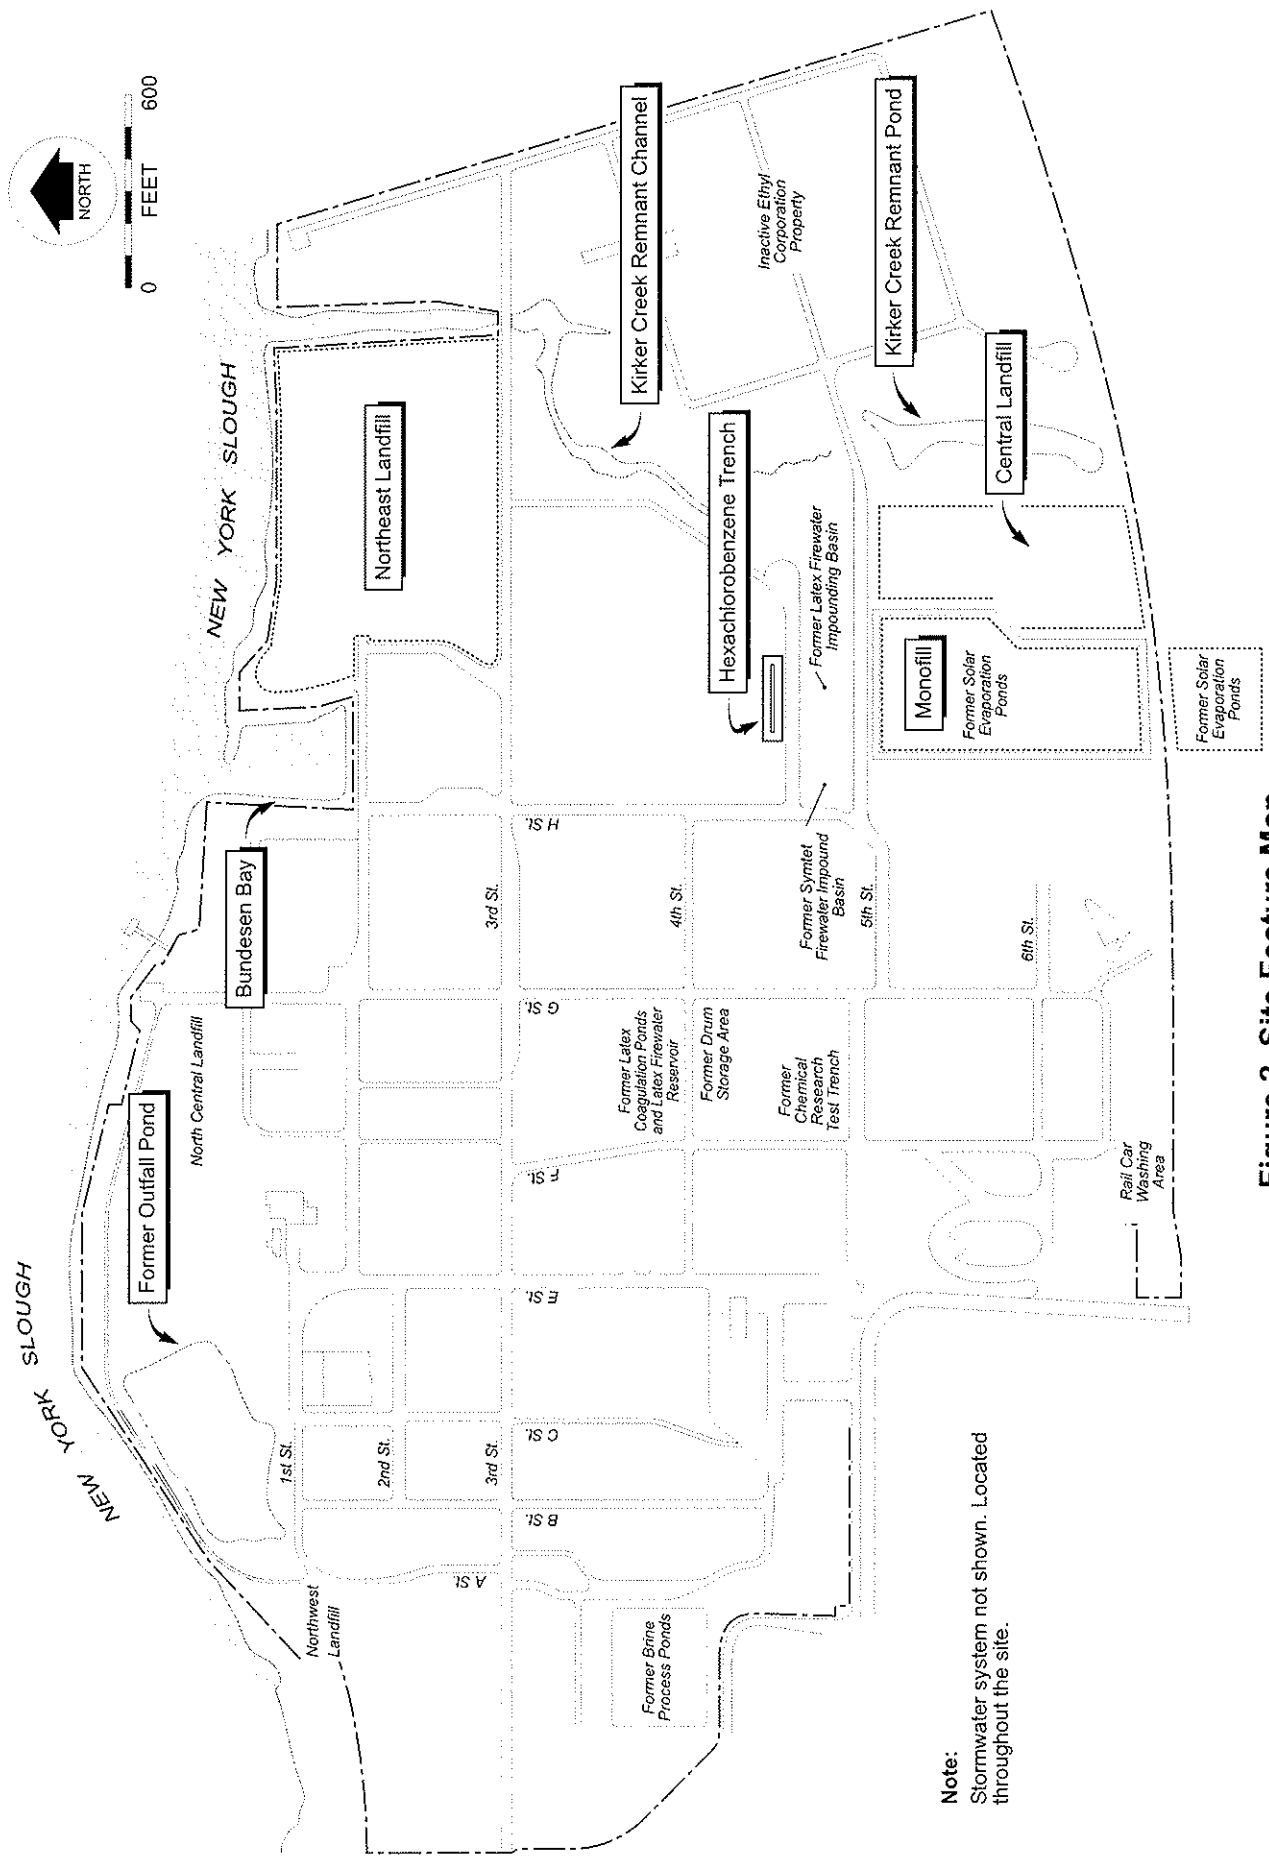 NEW YORK SLOUGH
NEW YORK SLOUGH
NORTH
0
FEET
600
Former Outfall Pond
North Central Landfill
Bundesen Bay
Northeast Landfill
1st St.
2nd St.
3rd St.
3rd St.
Northwest
Landfill
A St.
B St.
C St.
E St.
F St.
G St.
H St.
Kirker Creek Remnant Channel
Former Brine
Process Ponds
Former Latex
Coagulation Ponds
and Latex Firewater
Reservoir
4th St.
Former Drum
Storage Area
Hexachlorobenzene Trench
Inactive Ethyl
Corporation
Property
Former
Chemical
Research
Test Trench
Former Symtet
Firewater Impound
Basin
Former Latex Firewater
Impounding Basin
5th St.
Kirker Creek Remnant Pond
Monofill
Former Solar
Evaporation
Ponds
Central Landfill
6th St.
Rail Car
Washing
Area
Former Solar
Evaporation
Ponds
Note:
Stormwater system not shown. Located
throughout the site.
Figure 2. Site Feature Map